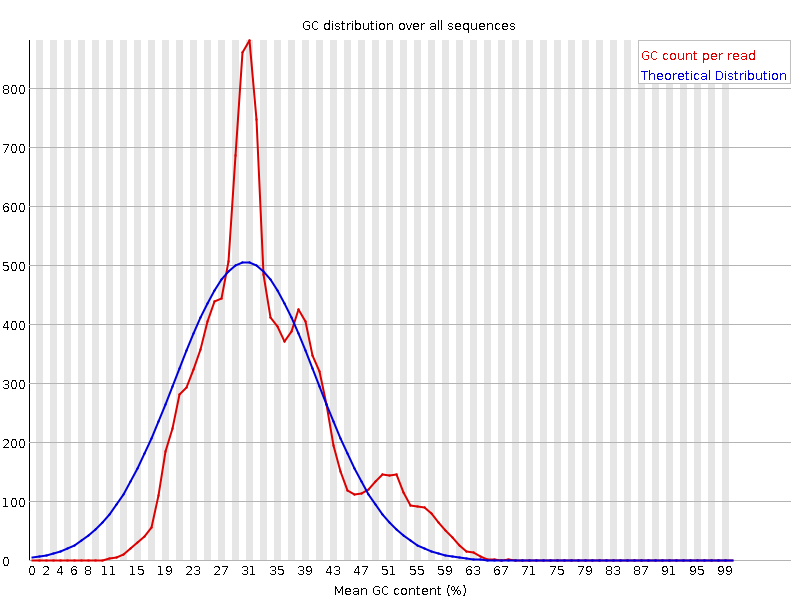 GC distribution over all sequences
GC count per read
Theoretical Distribution
800
700
600
500
400
300
200
100
0
0 2 4 6 8 11 15 19 23 27 31 35 39 43 47 51 55 59 63 67 71 75 79 83 87 91 95 99
Mean GC content (%)